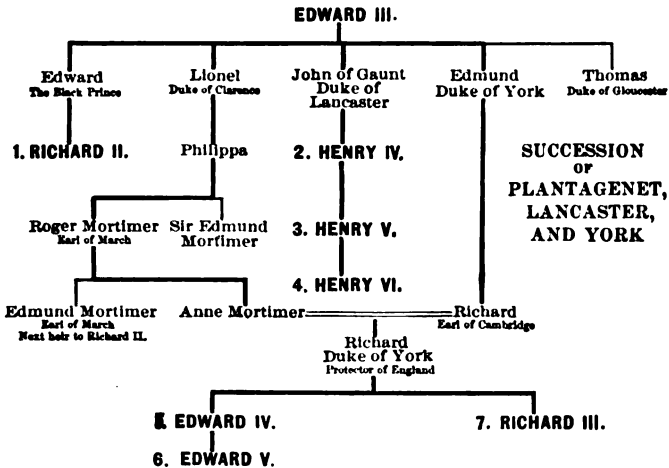 EDWARD III.
Edward
The Black Prince
Lionel
Duke of Clarence
John of Gaunt
Duke of
Lancaster
Edmund
Duke of York
Thomas
Duke of Gloucester
1. RICHARD II.
Philippa
2. HENRY IV.
SUCCESSION
OF
PLANTAGENET,
LANCASTER,
AND YORK
Roger Mortimer
Earl of March
Sir Edmund
Mortimer
3. HENRY V.
4. HENRY VI.
Edmund Mortimer
Earl of March
Next heir to Richard II.
Anne Mortimer
Richard
Earl of Cambridge
Richard
Duke of York
Protector of England
5. EDWARD IV.
7. RICHARD III.
6. EDWARD V.